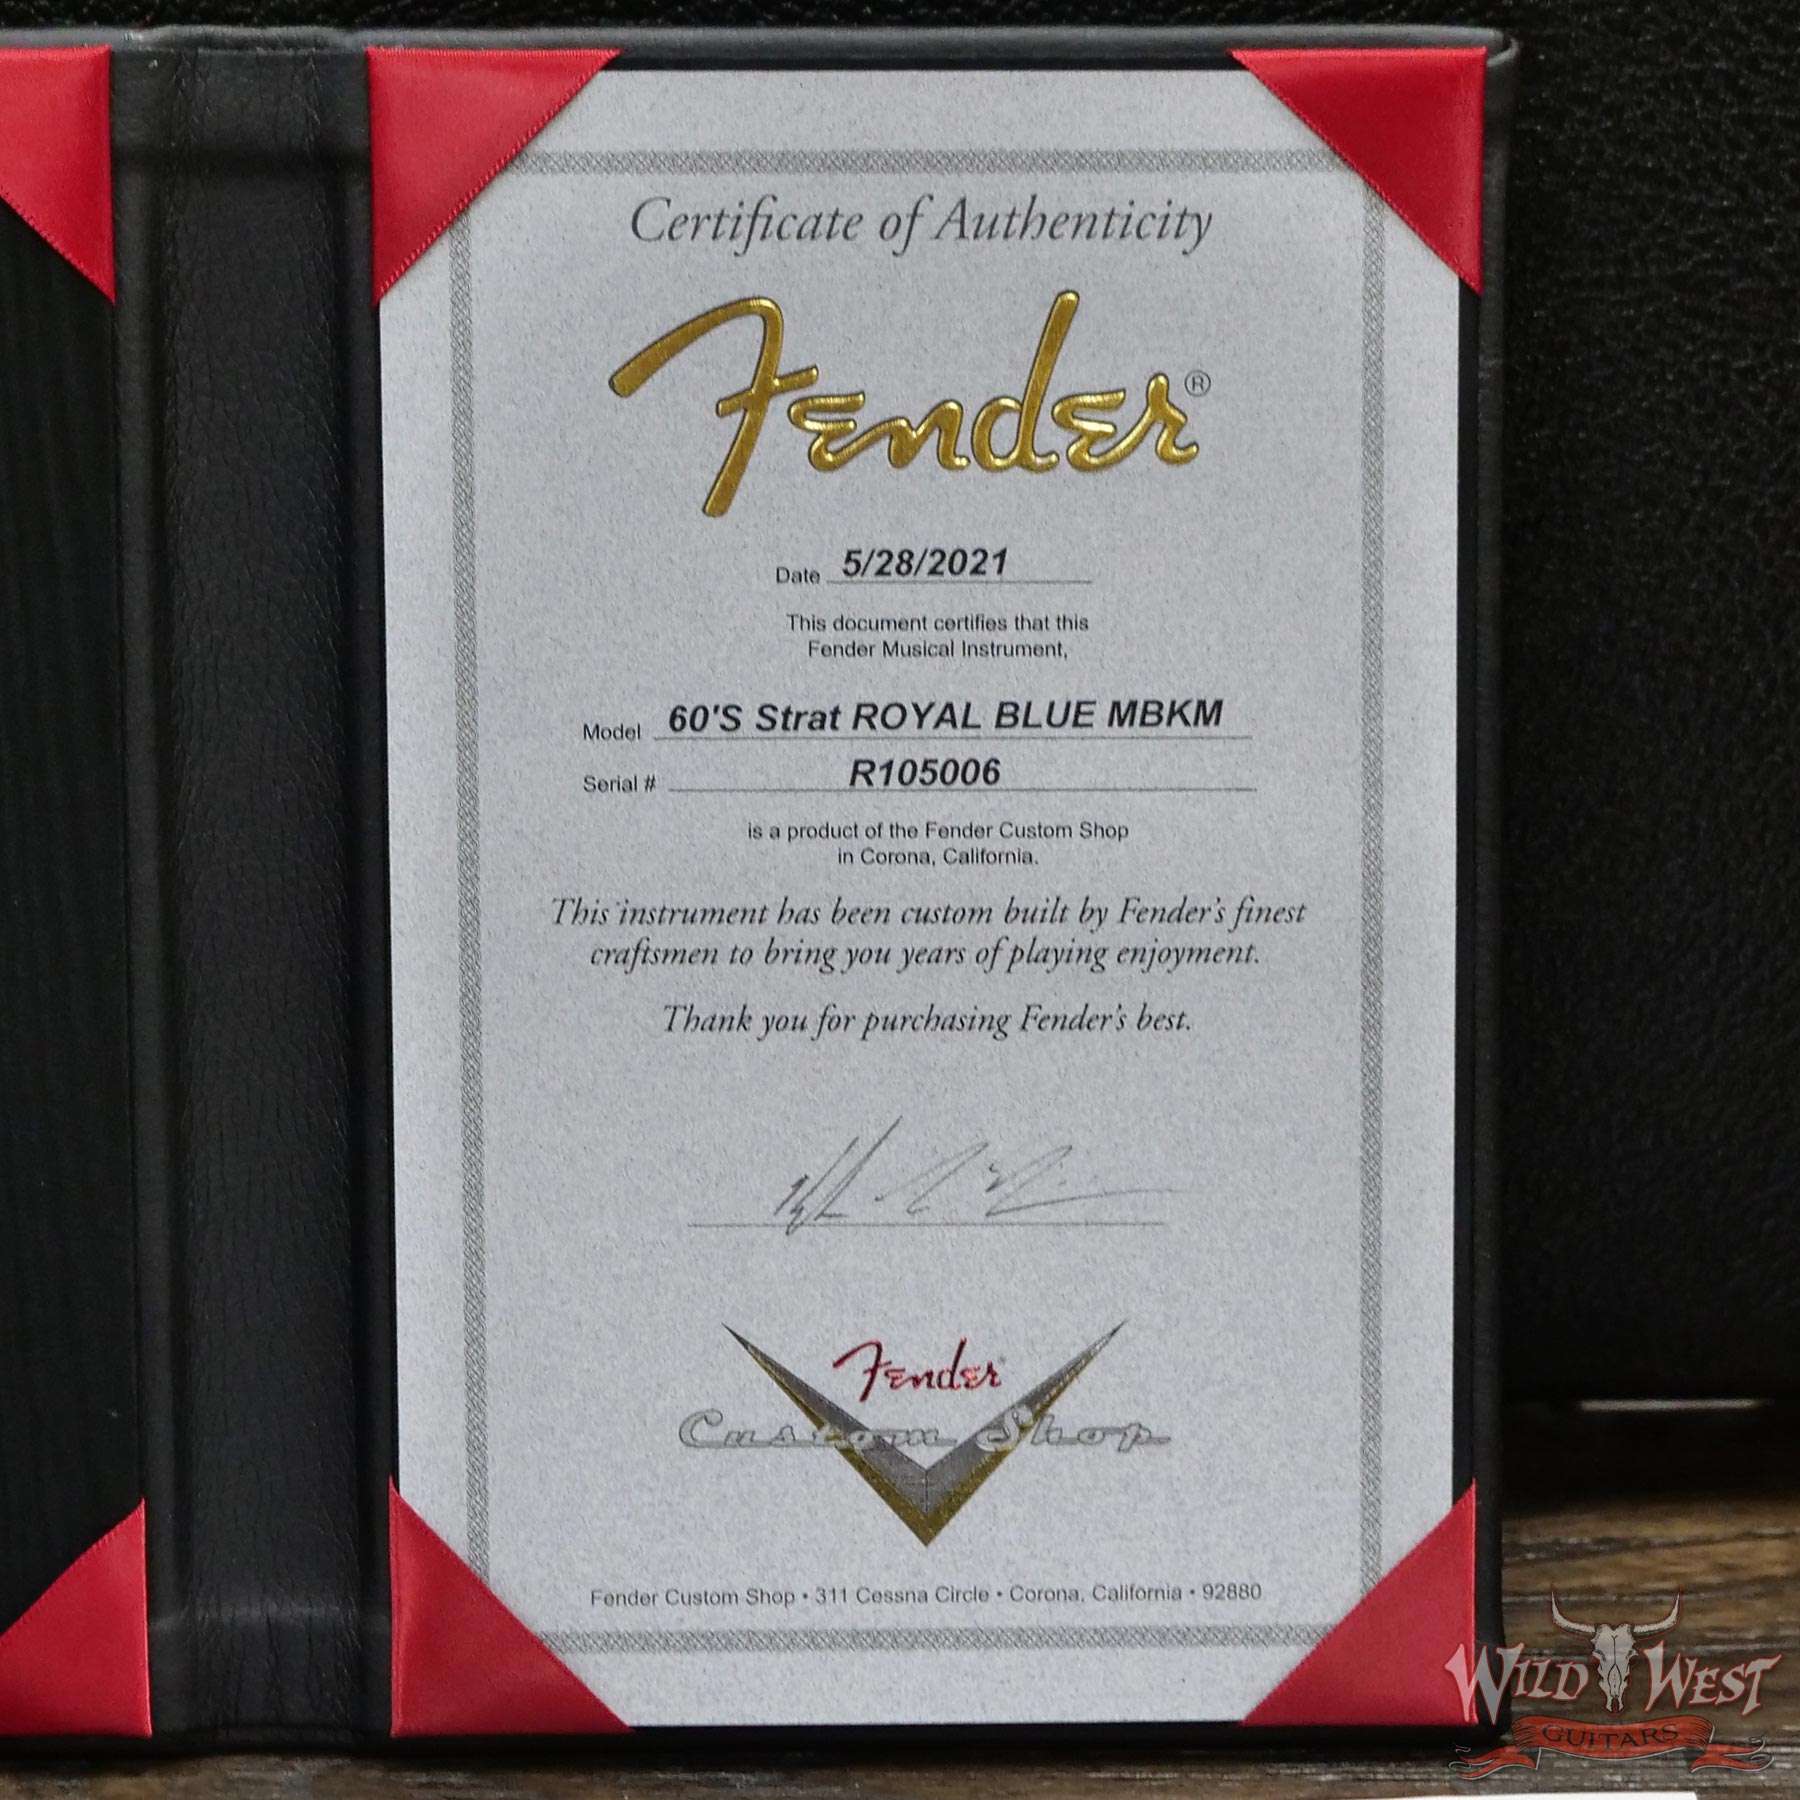 Certificate of Authenticity
Fender®
Date 5/28/2021
This document certifies that this
Fender Musical Instrument,
Model 60'S Strat ROYAL BLUE MBKM
Serial # R105006
is a product of the Fender Custom Shop
in Corona, California.
This instrument has been custom built by Fender's finest
craftsmen to bring you years of playing enjoyment.
Thank you for purchasing Fender's best.
Fender
Custom Shop
Fender Custom Shop • 311 Cessna Circle • Corona, California • 92880
WILD WEST
GUITARS